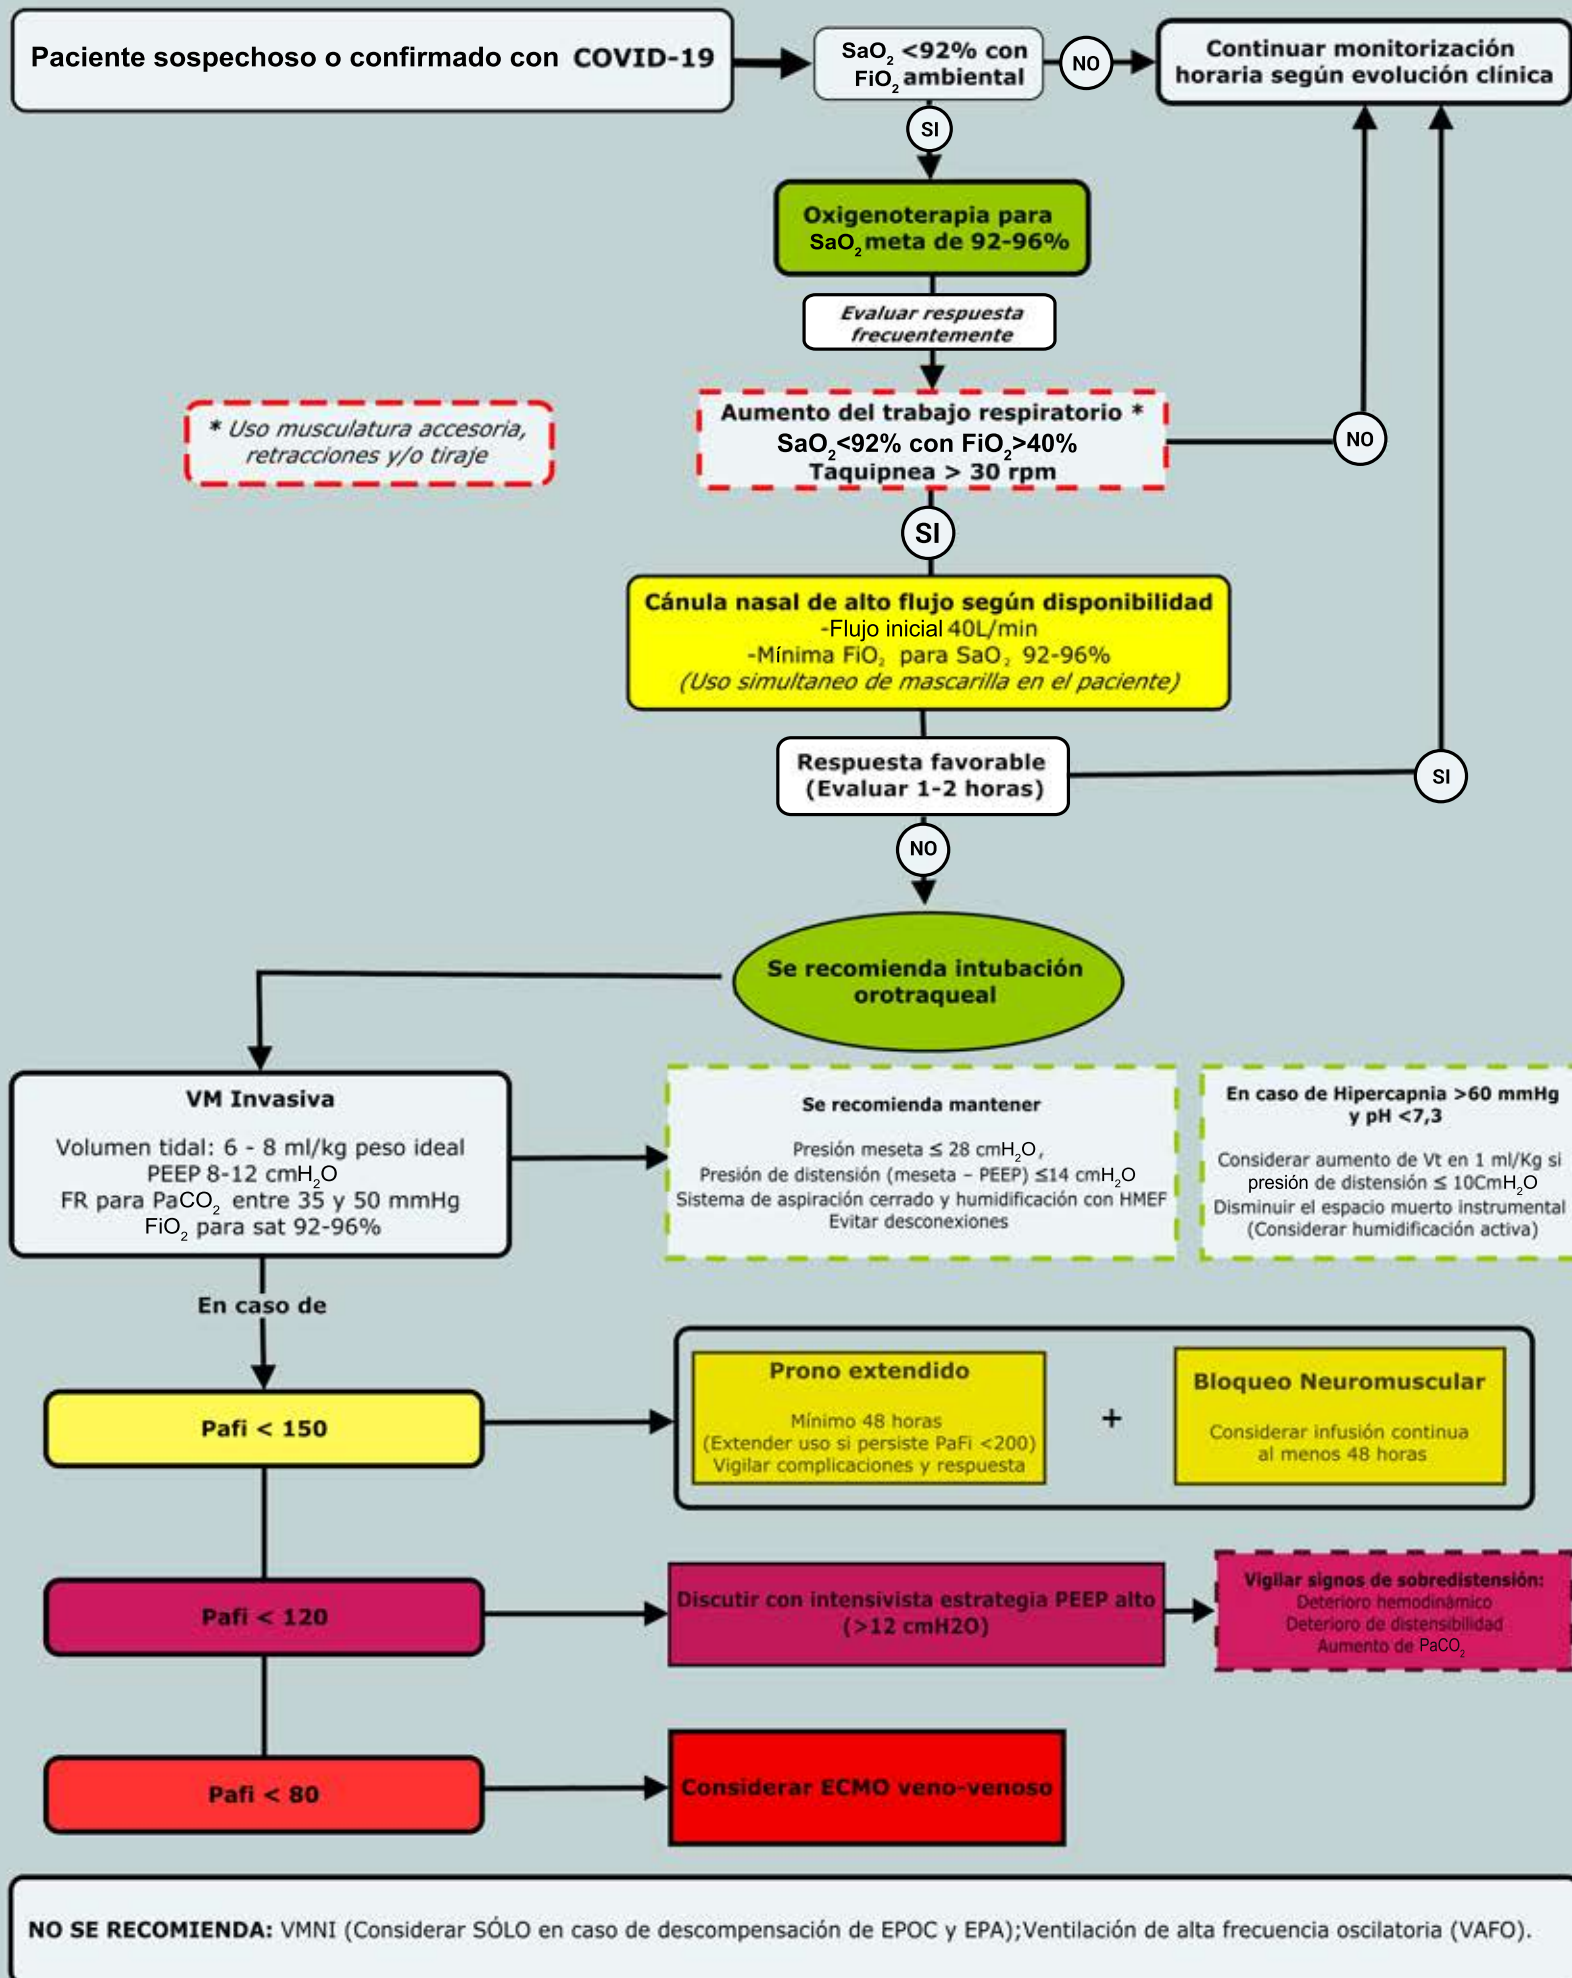 Paciente sospechoso o confirmado con COVID-19
SaO₂ <92% con
FiO₂ ambiental
NO
Continuar monitorización
horaria según evolución clínica
SI
Oxigenoterapia para
SaO₂ meta de 92-96%
Evaluar respuesta
frecuentemente
* Uso musculatura accesoria,
retracciones y/o tiraje
Aumento del trabajo respiratorio *
SaO₂<92% con FiO₂>40%
Taquipnea > 30 rpm
NO
SI
Cánula nasal de alto flujo según disponibilidad
-Flujo inicial 40L/min
-Mínima FiO₂ para SaO₂ 92-96%
(Uso simultaneo de mascarilla en el paciente)
Respuesta favorable
(Evaluar 1-2 horas)
SI
NO
Se recomienda intubación
orotraqueal
VM Invasiva
Volumen tidal: 6 - 8 ml/kg peso ideal
PEEP 8-12 cmH₂O
FR para PaCO₂ entre 35 y 50 mmHg
FiO₂ para sat 92-96%
Se recomienda mantener
Presión meseta ≤ 28 cmH₂O,
Presión de distensión (meseta – PEEP) ≤14 cmH₂O
Sistema de aspiración cerrado y humidificación con HMEF
Evitar desconexiones
En caso de Hipercapnia >60 mmHg
y pH <7,3
Considerar aumento de Vt en 1 ml/Kg si
presión de distensión ≤ 10CmH₂O
Disminuir el espacio muerto instrumental
(Considerar humidificación activa)
En caso de
Pafi < 150
Prono extendido
Mínimo 48 horas
(Extender uso si persiste PaFi <200)
Vigilar complicaciones y respuesta
+
Bloqueo Neuromuscular
Considerar infusión continua
al menos 48 horas
Pafi < 120
Discutir con intensivista estrategia PEEP alto
(>12 cmH2O)
Vigilar signos de sobredistensión:
Deterioro hemodinámico
Deterioro de distensibilidad
Aumento de PaCO₂
Pafi < 80
Considerar ECMO veno-venoso
NO SE RECOMIENDA: VMNI (Considerar SÓLO en caso de descompensación de EPOC y EPA);Ventilación de alta frecuencia oscilatoria (VAFO).